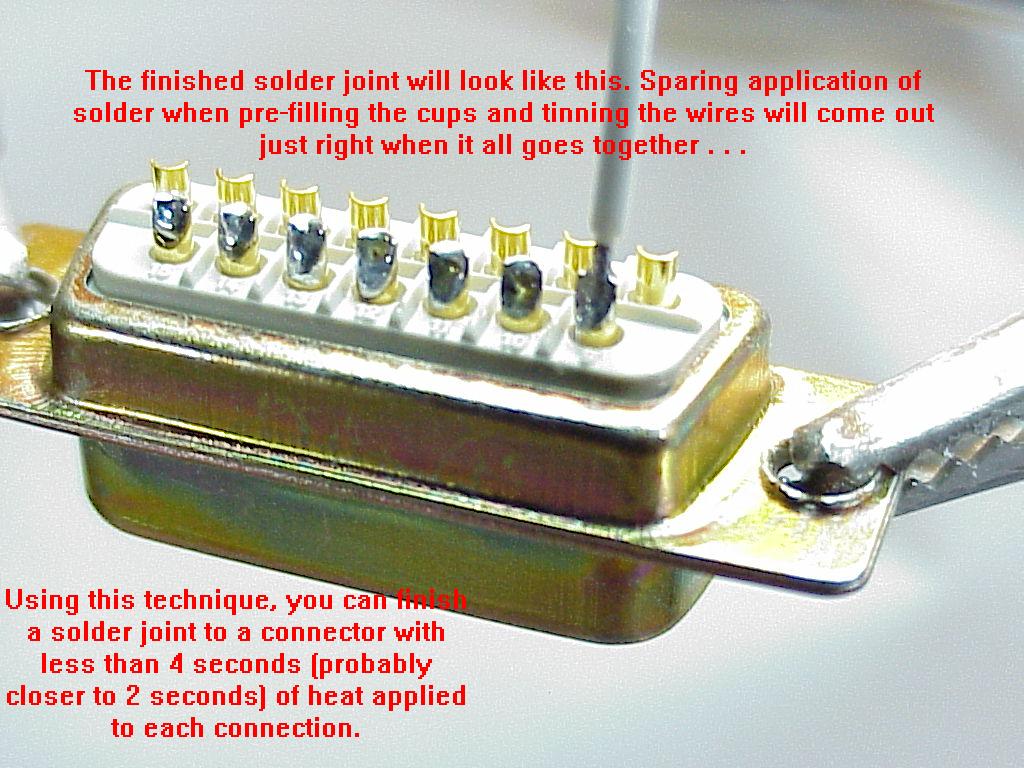 The finished solder joint will look like this. Sparing application of
solder when pre-filling the cups and tinning the wires will come out
just right when it all goes together . . .
Using this technique, you can finish
a solder joint to a connector with
less than 4 seconds (probably
closer to 2 seconds) of heat applied
to each connection.